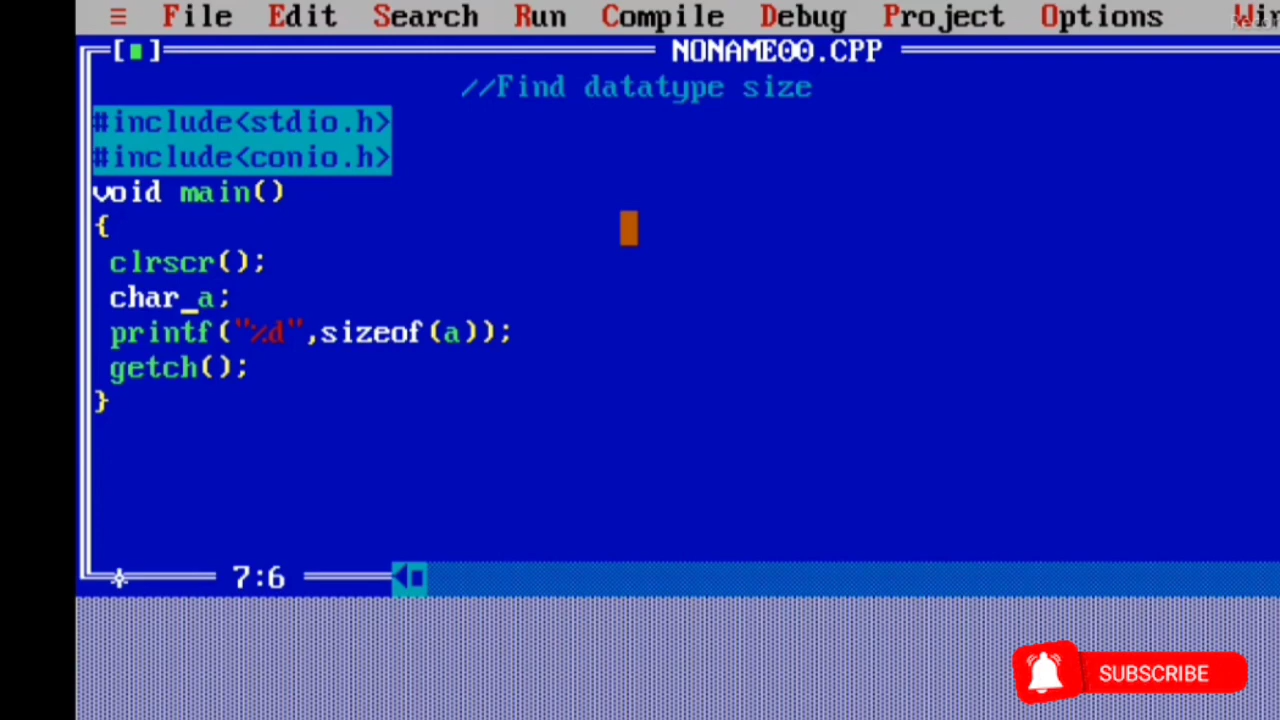 ≡ File Edit Search Run Compile Debug Project Options
[■] NONAME00.CPP
//Find datatype size
#include<stdio.h>
#include<conio.h>
void main()
{
clrscr();
char a;
printf("%d",sizeof(a));
getch();
}
7:6
SUBSCRIBE